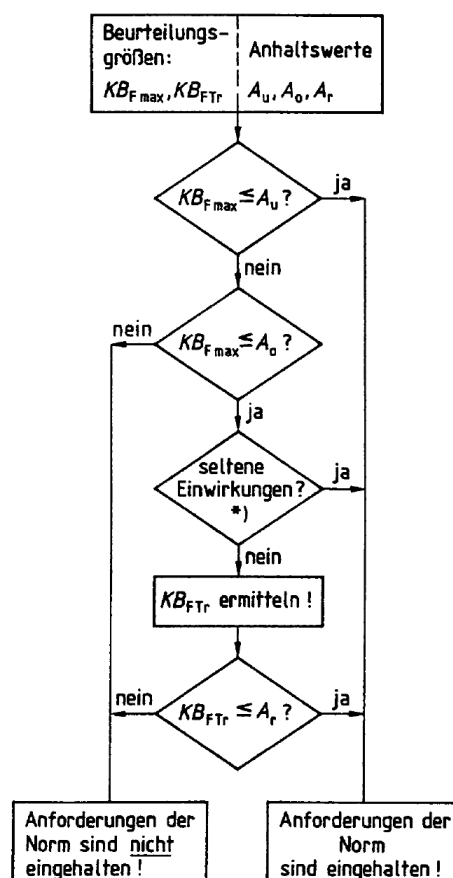 Beurteilungs-
größen:
KB_Fmax, KB_FTr
Anhaltswerte
A_u, A_o, A_r
KB_Fmax ≤ A_u ?
ja
nein
nein
KB_Fmax ≤ A_o ?
ja
seltene
Einwirkungen?
*)
ja
nein
KB_FTr ermitteln !
nein
KB_FTr ≤ A_r ?
ja
Anforderungen der
Norm sind nicht
eingehalten !
Anforderungen der
Norm
sind eingehalten !